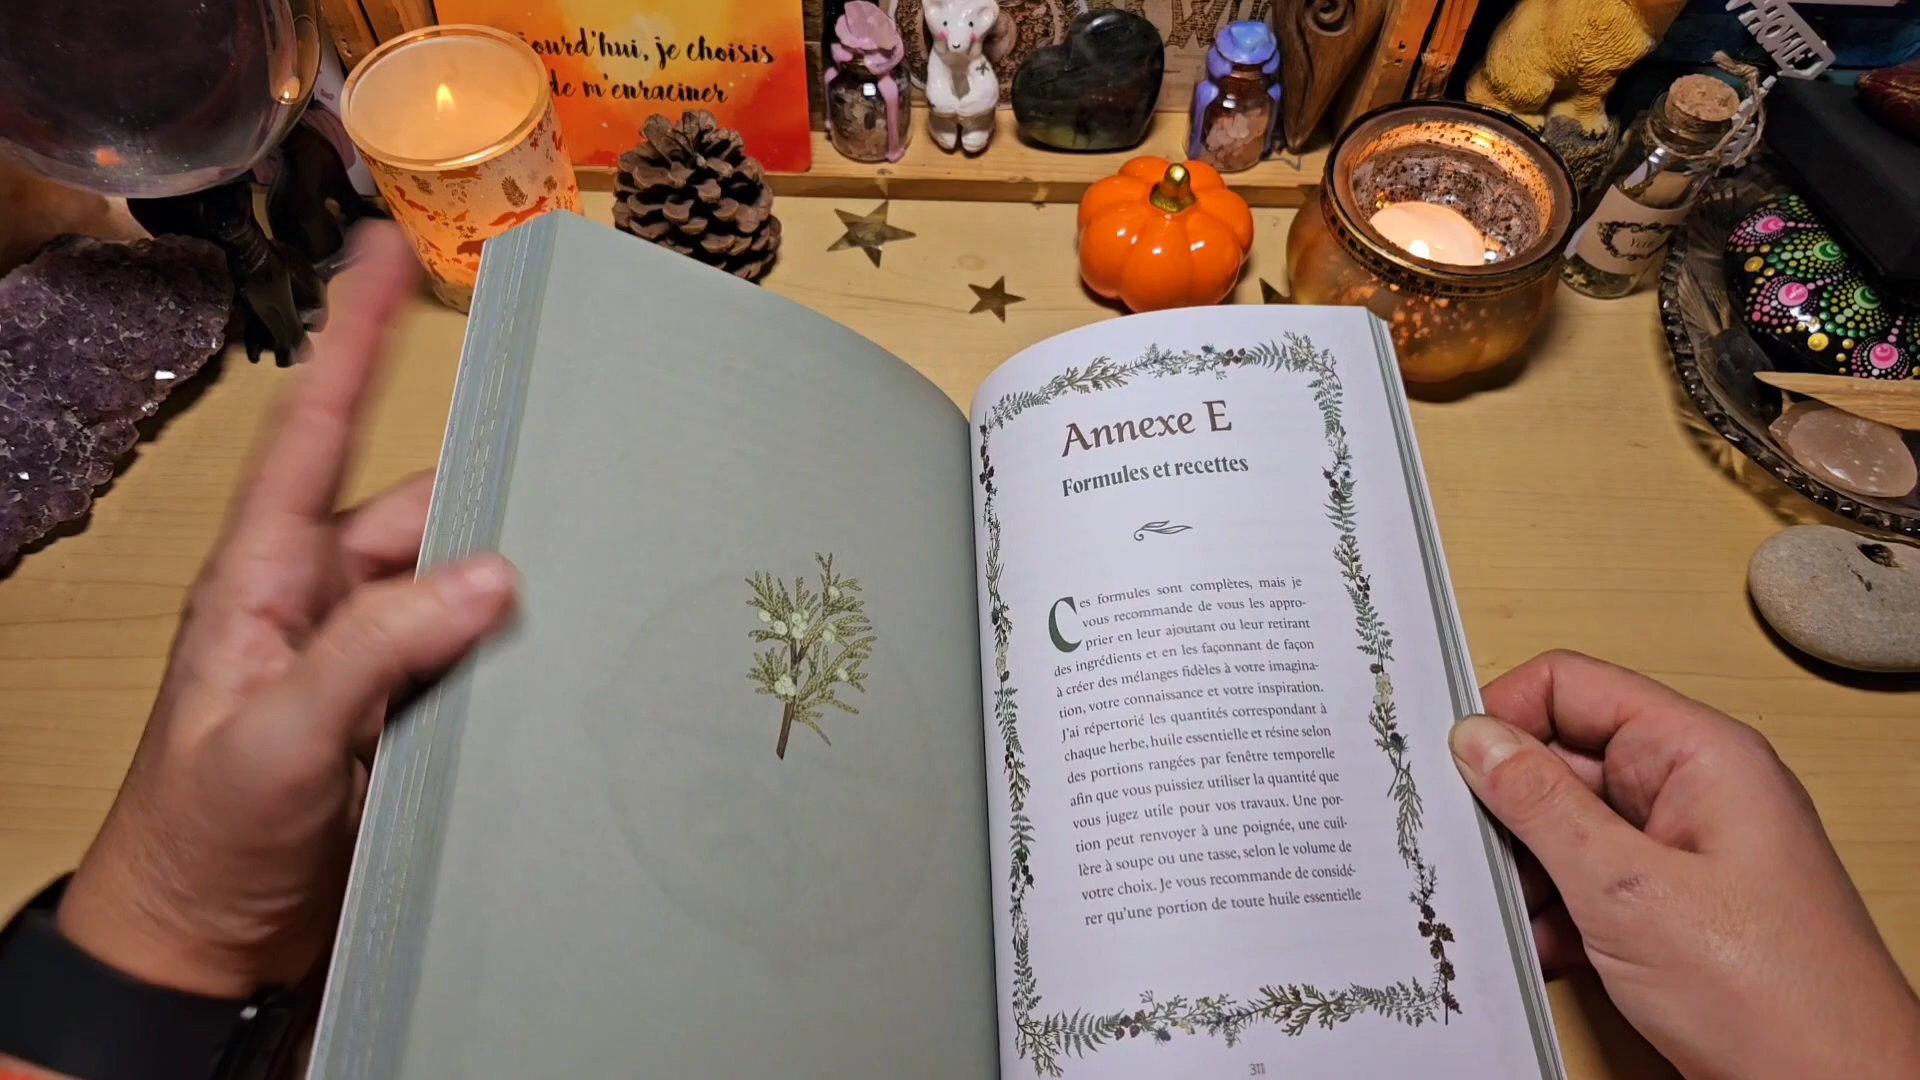 jourd'hui, je choisis
de m'enraciner
HOME
Annexe E
Formules et recettes
Ces formules sont complètes, mais je
vous recommande de vous les appro-
prier en leur ajoutant ou leur retirant
des ingrédients et en les façonnant de façon
à créer des mélanges fidèles à votre imagina-
tion, votre connaissance et votre inspiration.
J'ai répertorié les quantités correspondant à
chaque herbe, huile essentielle et résine selon
des portions rangées par fenêtre temporelle
afin que vous puissiez utiliser la quantité que
vous jugez utile pour vos travaux. Une por-
tion peut renvoyer à une poignée, une cuil-
lère à soupe ou une tasse, selon le volume de
votre choix. Je vous recommande de considé-
rer qu'une portion de toute huile essentielle
311